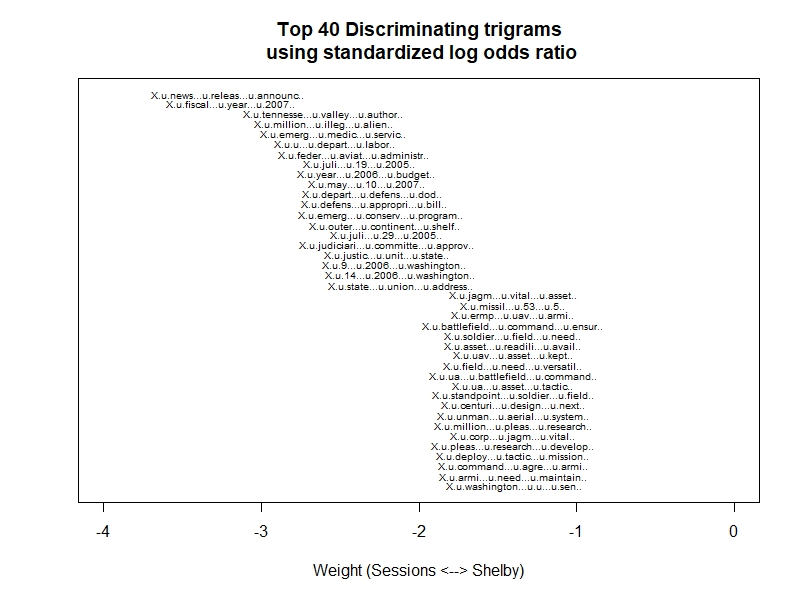 Top 40 Discriminating trigrams
using standardized log odds ratio
X.u.news...u.releas...u.announc..
X.u.fiscal...u.year...u.2007..
X.u.tennesse...u.valley...u.author..
X.u.million...u.illeg...u.alien..
X.u.emerg...u.medic...u.servic..
X.u.u...u.depart...u.labor..
X.u.feder...u.aviat...u.administr..
X.u.juli...u.19...u.2005..
X.u.year...u.2006...u.budget..
X.u.may...u.10...u.2007..
X.u.depart...u.defens...u.dod..
X.u.defens...u.appropri...u.bill..
X.u.emerg...u.conserv...u.program..
X.u.outer...u.continent...u.shelf..
X.u.juli...u.29...u.2005..
X.u.judiciari...u.committe...u.approv..
X.u.justic...u.unit...u.state..
X.u.9...u.2006...u.washington..
X.u.14...u.2006...u.washington..
X.u.state...u.union...u.address..
X.u.jagm...u.vital...u.asset..
X.u.missil...u.53...u.5..
X.u.ermp...u.uav...u.armi..
X.u.battlefield...u.command...u.ensur..
X.u.soldier...u.field...u.need..
X.u.asset...u.readili...u.avail..
X.u.uav...u.asset...u.kept..
X.u.field...u.need...u.versatil..
X.u.ua...u.battlefield...u.command..
X.u.ua...u.asset...u.tactic..
X.u.standpoint...u.soldier...u.field..
X.u.centuri...u.design...u.next..
X.u.unman...u.aerial...u.system..
X.u.million...u.pleas...u.research..
X.u.corp...u.jagm...u.vital..
X.u.pleas...u.research...u.develop..
X.u.deploy...u.tactic...u.mission..
X.u.command...u.agre...u.armi..
X.u.armi...u.need...u.maintain..
X.u.washington...u.u...u.sen..
-4 -3 -2 -1 0
Weight (Sessions <--> Shelby)